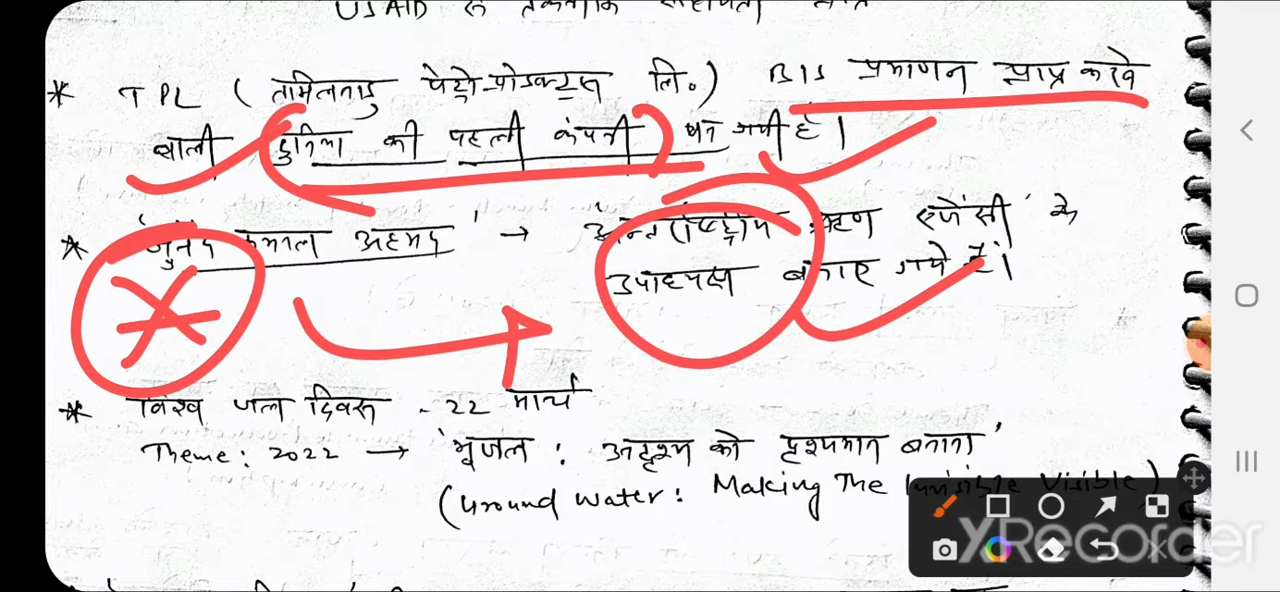 USAID
* TPL (तामिलनाडु पेट्रो-प्रोडक्ट्स लि.) BIS प्रमाणन प्राप्त करने
वाली दुनिया की पहली कंपनी बन गयी है।
* 'जुनैद कमाल अहमद' → अन्तर्राष्ट्रीय ऋण एजेंसी के
उपाध्यक्ष बनाए गये हैं।
* विश्व जल दिवस - 22 मार्च
Theme: 2022 → 'भूजल : अदृश्य को दृश्यमान बनाना'
(Ground Water: Making The Invisible Visible)
XRecorder